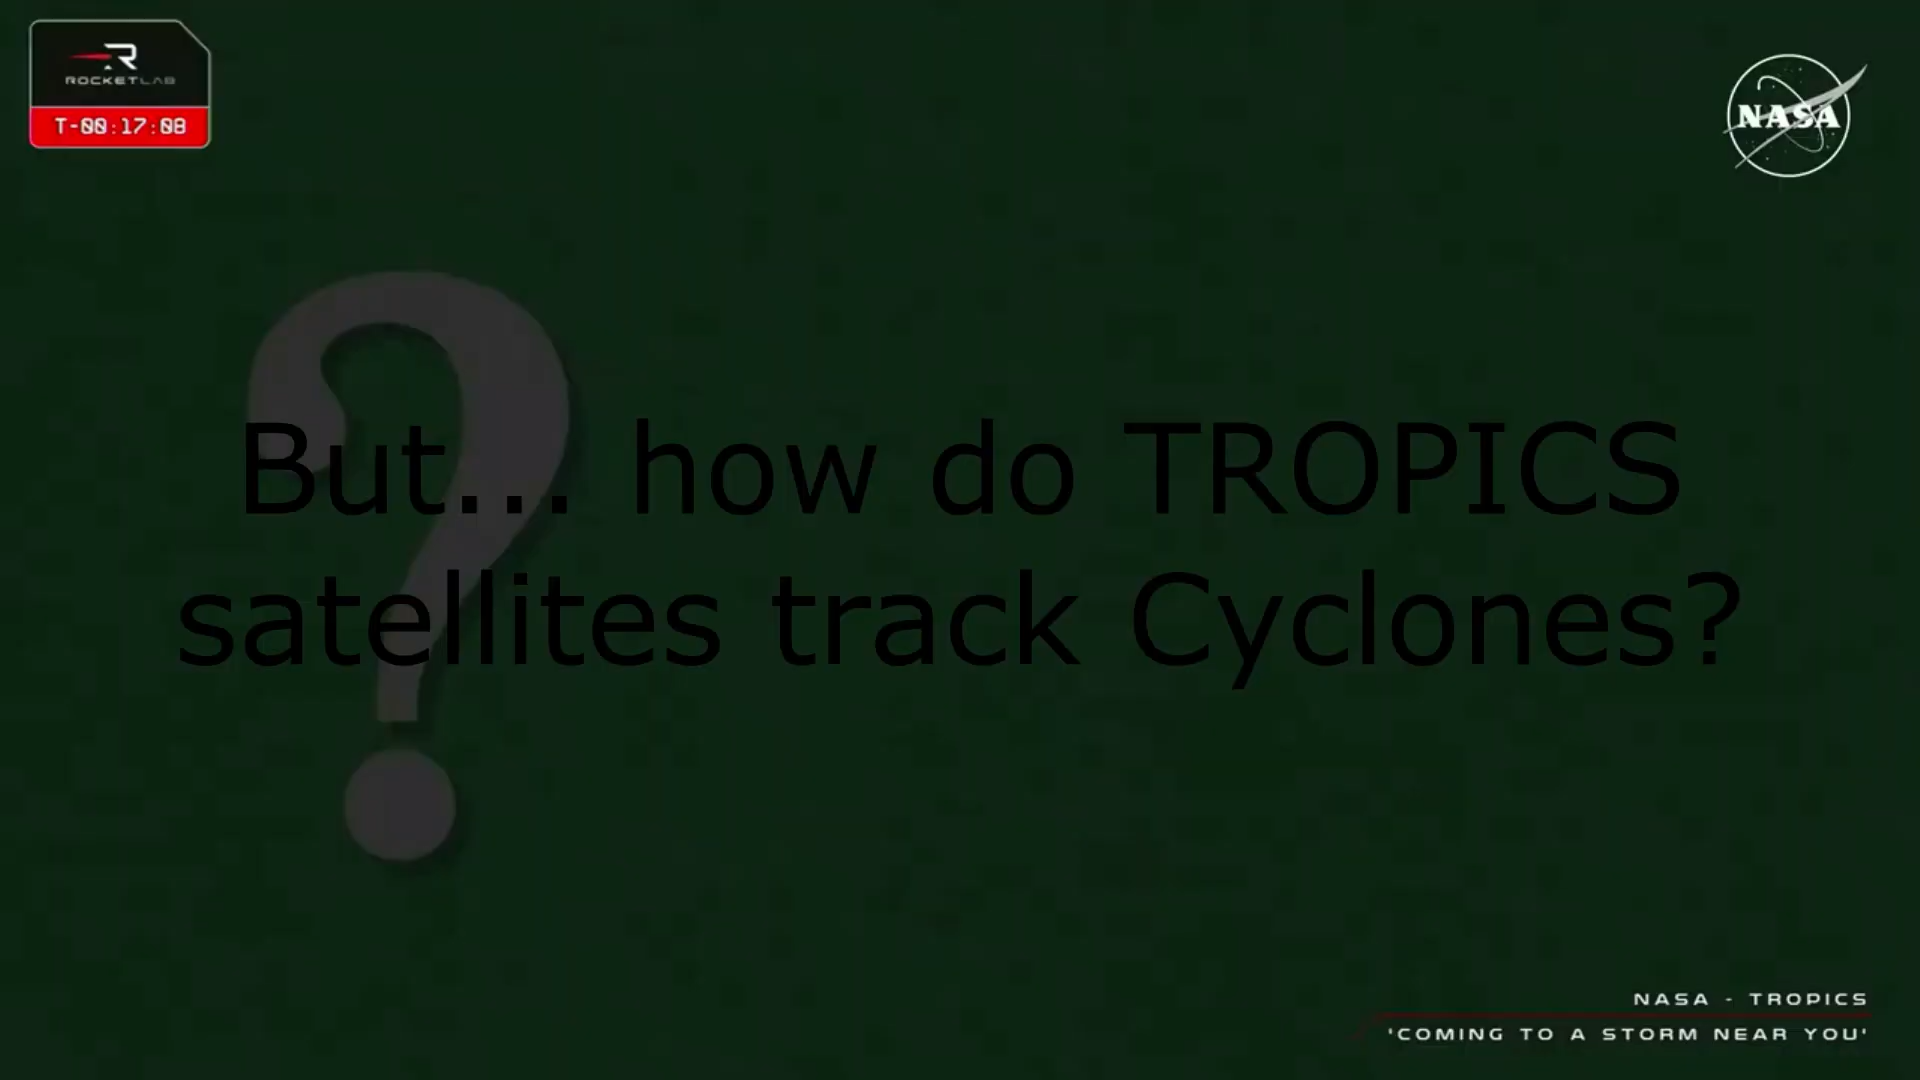 ROCKETLAB
T-00:17:08
NASA
But... how do TROPICS
satellites track Cyclones?
NASA - TROPICS
'COMING TO A STORM NEAR YOU'